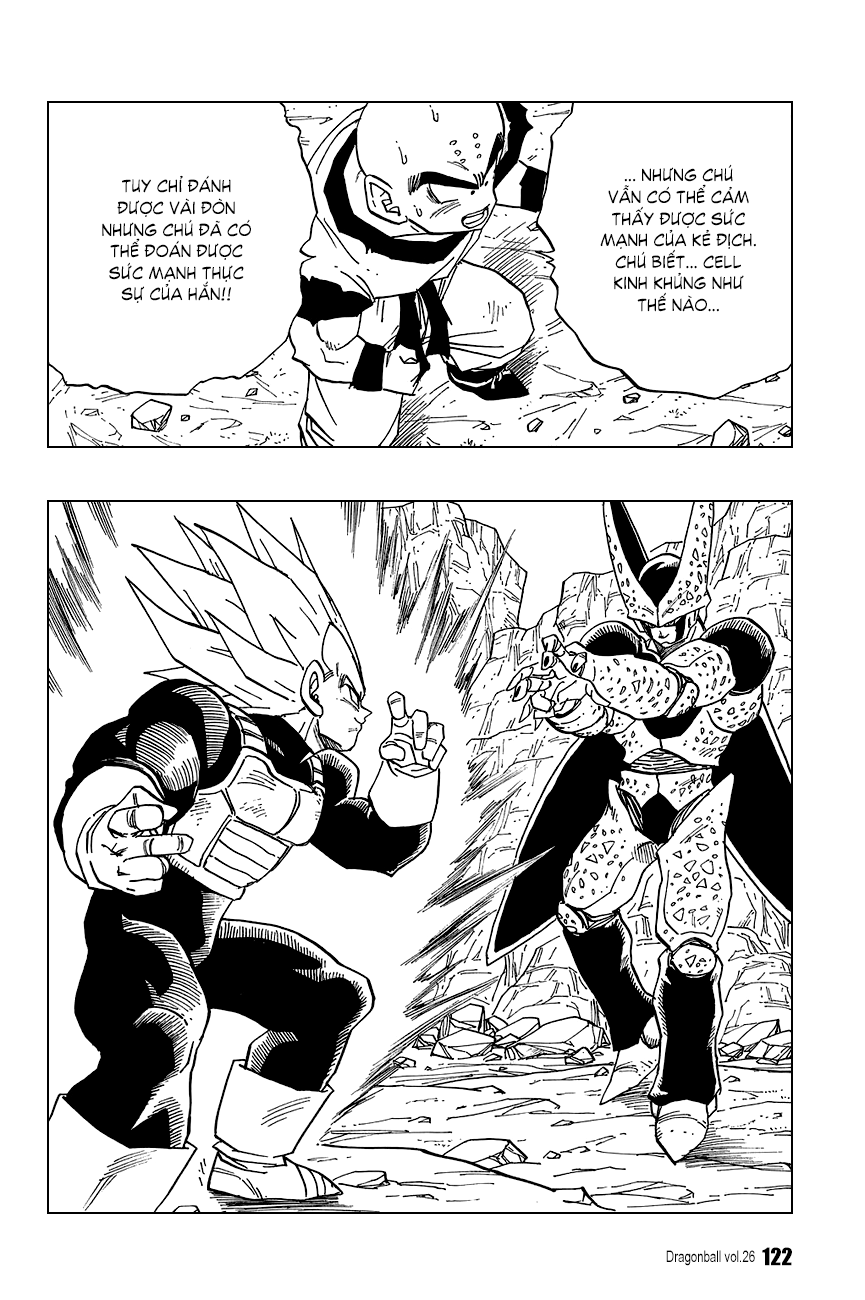 ... NHƯNG CHÚ
VẪN CÓ THỂ CẢM
THẤY ĐƯỢC SỨC
MẠNH CỦA KẺ ĐỊCH.
CHÚ BIẾT... CELL
KINH KHỦNG NHƯ
THẾ NÀO...
TUY CHỈ ĐÁNH
ĐƯỢC VÀI ĐÒN
NHƯNG CHÚ ĐÃ CÓ
THỂ ĐOÁN ĐƯỢC
SỨC MẠNH THỰC
SỰ CỦA HẮN!!
Dragonball vol.26 122